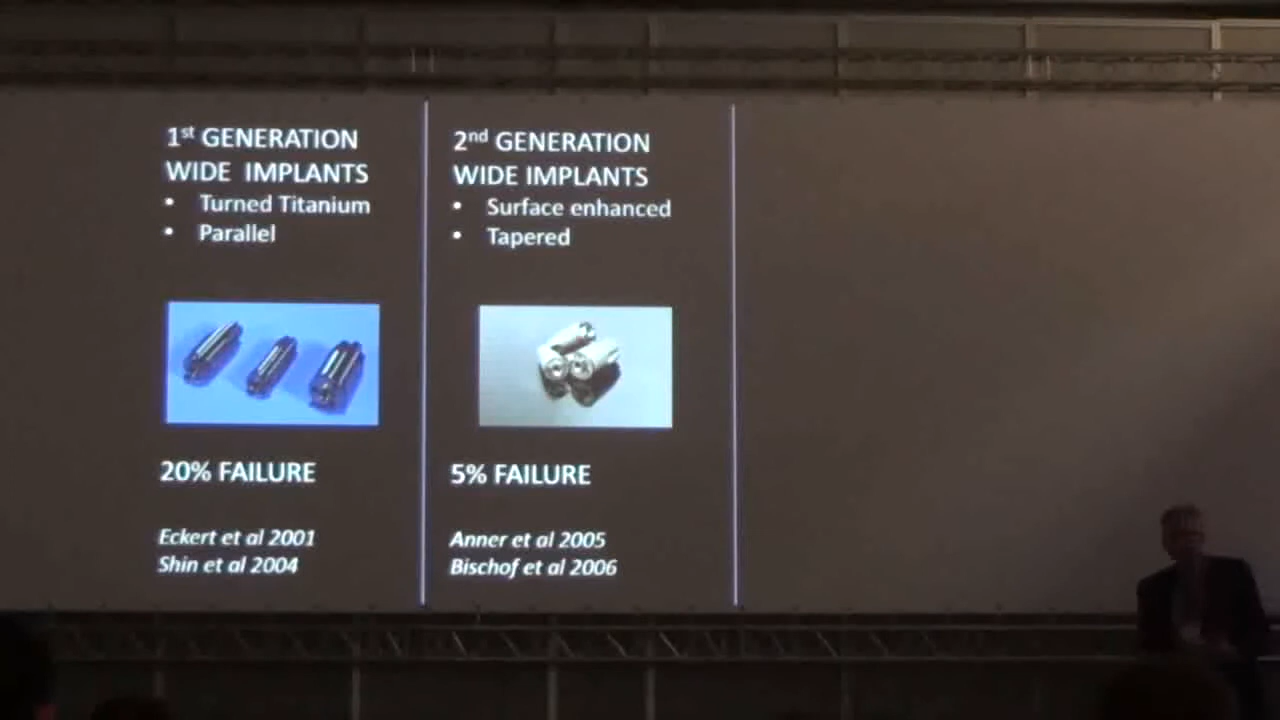 1st GENERATION
WIDE IMPLANTS
• Turned Titanium
• Parallel
20% FAILURE
Eckert et al 2001
Shin et al 2004
2nd GENERATION
WIDE IMPLANTS
• Surface enhanced
• Tapered
5% FAILURE
Anner et al 2005
Bischof et al 2006